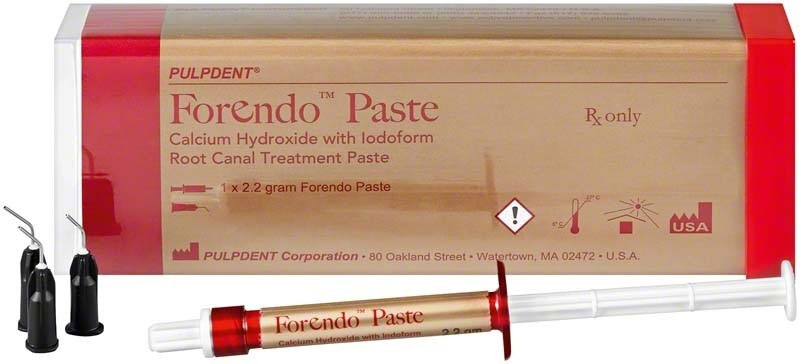 PULPDENT®
Forendo™ Paste
Rx only
Calcium Hydroxide with Iodoform
Root Canal Treatment Paste
1 x 2.2 gram Forendo Paste
USA
PULPDENT Corporation • 80 Oakland Street • Watertown, MA 02472 • U.S.A.
Forendo™ Paste
Calcium Hydroxide with Iodoform
2.2 gm